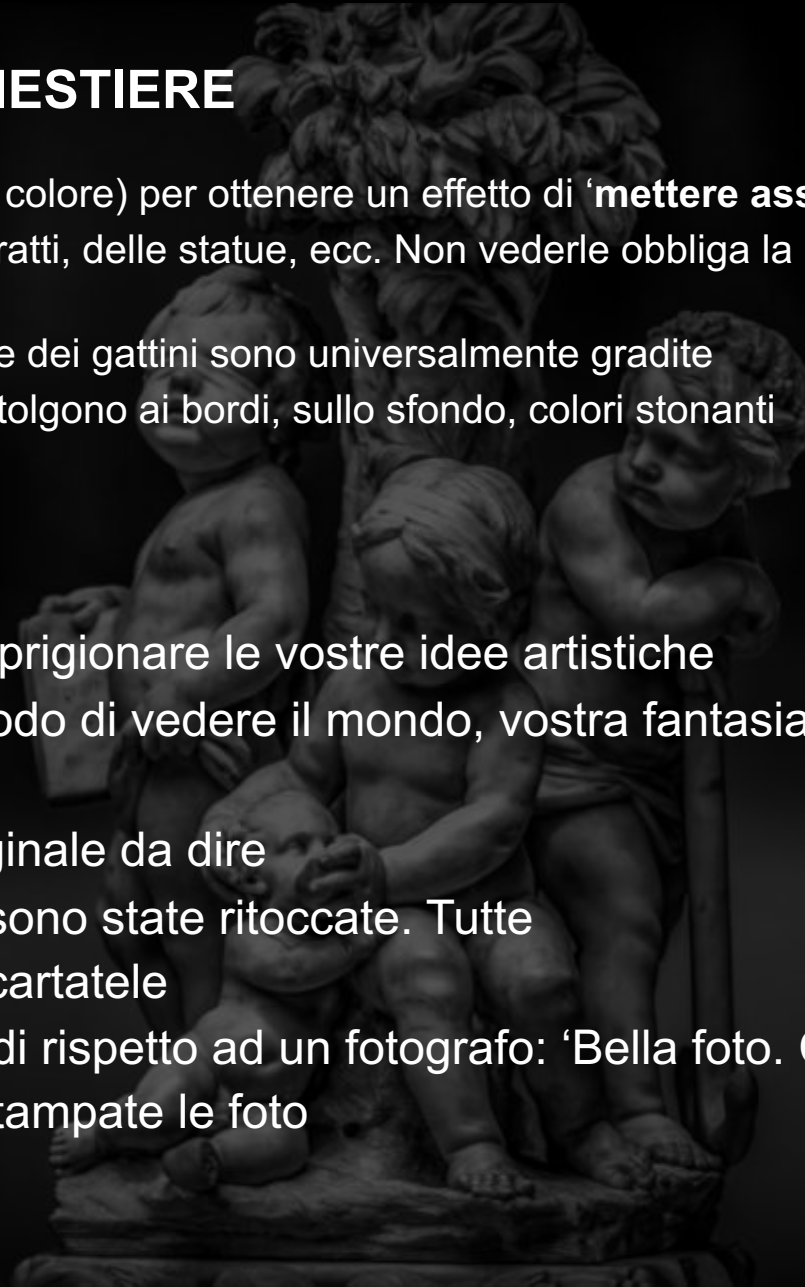 IESTIERE
colore) per ottenere un effetto di ‘mettere ass
ratti, delle statue, ecc. Non vederle obbliga la
e dei gattini sono universalmente gradite
tolgono ai bordi, sullo sfondo, colori stonanti
prigionare le vostre idee artistiche
odo di vedere il mondo, vostra fantasia
ginale da dire
sono state ritoccate. Tutte
cartatele
di rispetto ad un fotografo: ‘Bella foto.
tampate le foto